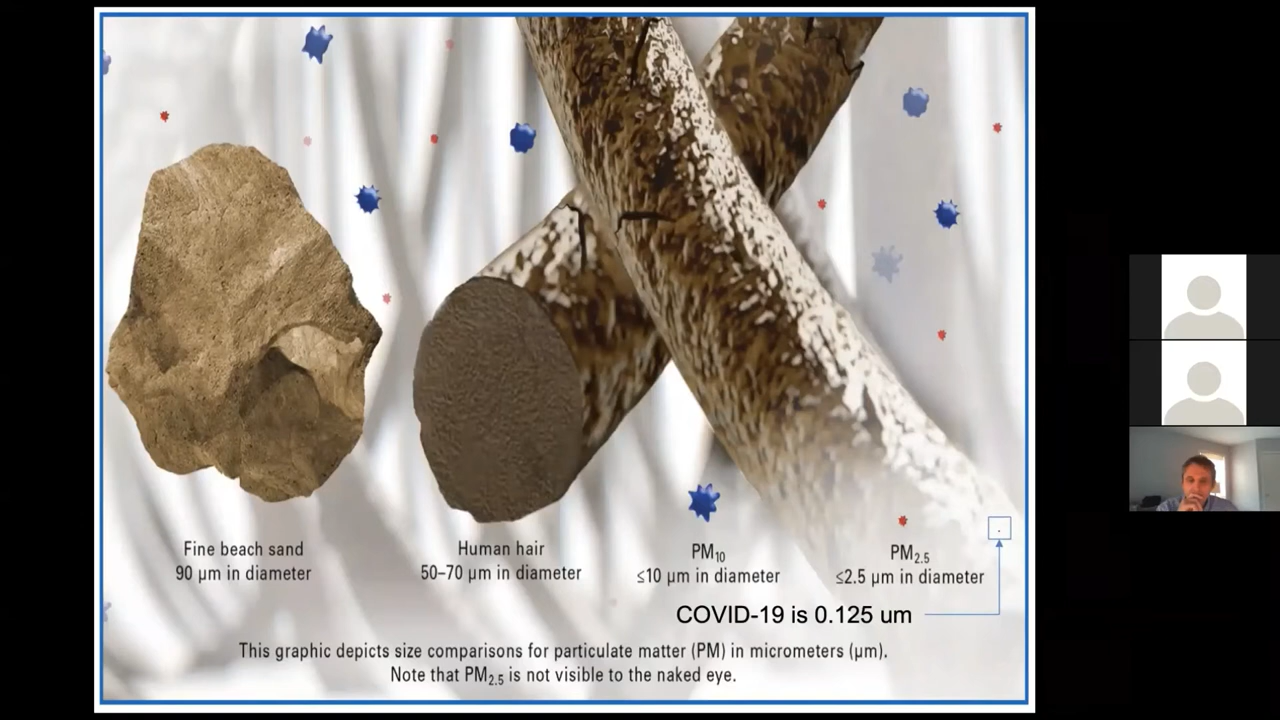 Fine beach sand
90 µm in diameter
Human hair
50–70 µm in diameter
PM10
≤10 µm in diameter
PM2.5
≤2.5 µm in diameter
COVID-19 is 0.125 um
This graphic depicts size comparisons for particulate matter (PM) in micrometers (µm).
Note that PM2.5 is not visible to the naked eye.